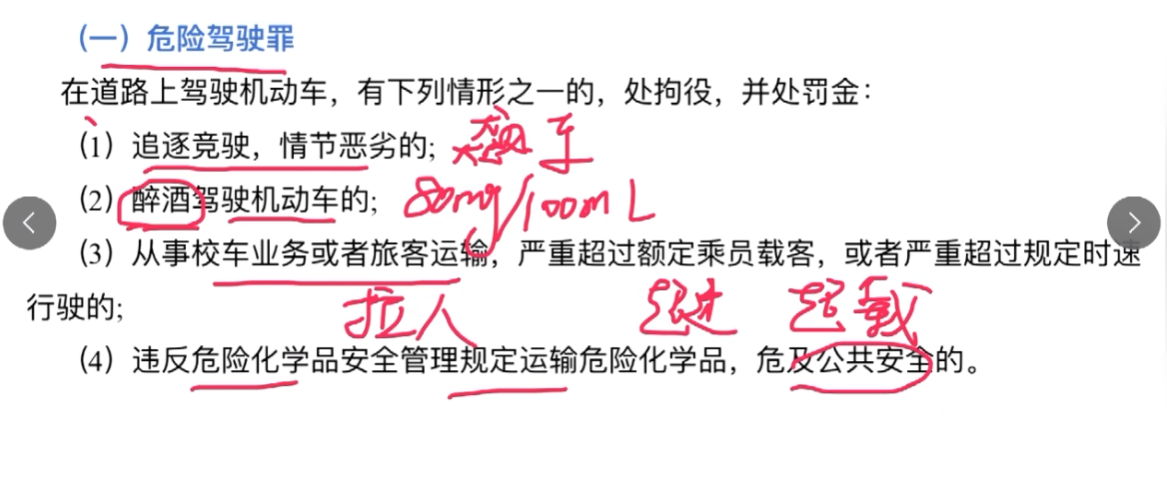 （一）危险驾驶罪
在道路上驾驶机动车，有下列情形之一的，处拘役，并处罚金：
（1）追逐竞驶，情节恶劣的；飙车
（2）醉酒驾驶机动车的；80mg/100mL
（3）从事校车业务或者旅客运输，严重超过额定乘员载客，或者严重超过规定时速
行驶的；
拉人 超速 超载
（4）违反危险化学品安全管理规定运输危险化学品，危及公共安全的。